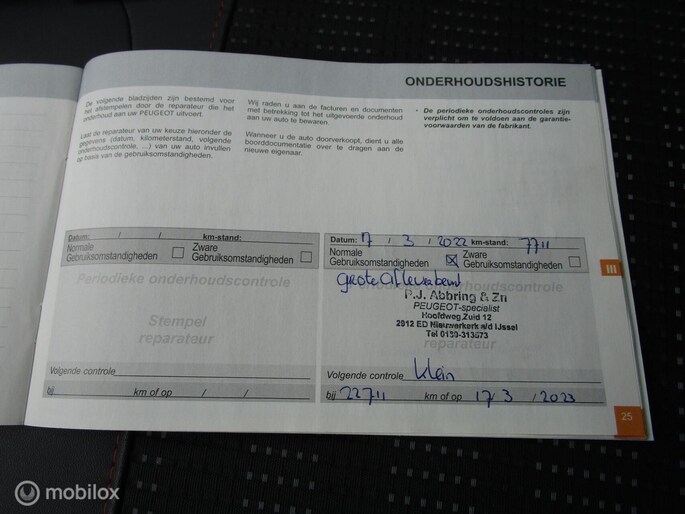 ONDERHOUDSHISTORIE
De volgende bladzijden zijn bestemd voor
het afstempelen door de reparateur die het
onderhoud aan uw PEUGEOT uitvoert.
Laat de reparateur van uw keuze hieronder de
gegevens (datum, kilometerstand, volgende
onderhoudscontrole, ...) van uw auto invullen
op basis van de gebruiksomstandigheden.
Wij raden u aan de facturen en documenten
met betrekking tot het uitgevoerde onderhoud
aan uw auto te bewaren.
Wanneer u de auto doorverkoopt, dient u alle
boorddocumentatie over te dragen aan de
nieuwe eigenaar.
• De periodieke onderhoudscontroles zijn
verplicht om te voldoen aan de garantie-
voorwaarden van de fabrikant.
Datum: / / km-stand:
Normale Gebruiksomstandigheden
Zware Gebruiksomstandigheden
Periodieke onderhoudscontrole
Stempel
reparateur
Volgende controle
bij km of op / /
Datum: 17 / 3 / 2022 km-stand: 7711
Normale Gebruiksomstandigheden
Zware Gebruiksomstandigheden
grote
P.J. Abbring & Zn
PEUGEOT-specialist
Hoofdweg Zuid 12
2912 ED Nieuwerkerk a/d IJssel
Tel 0180-313673
reparateur
Volgende controle klein
bij 22711 km of op 17/3 / 2023
III
25
mobilox